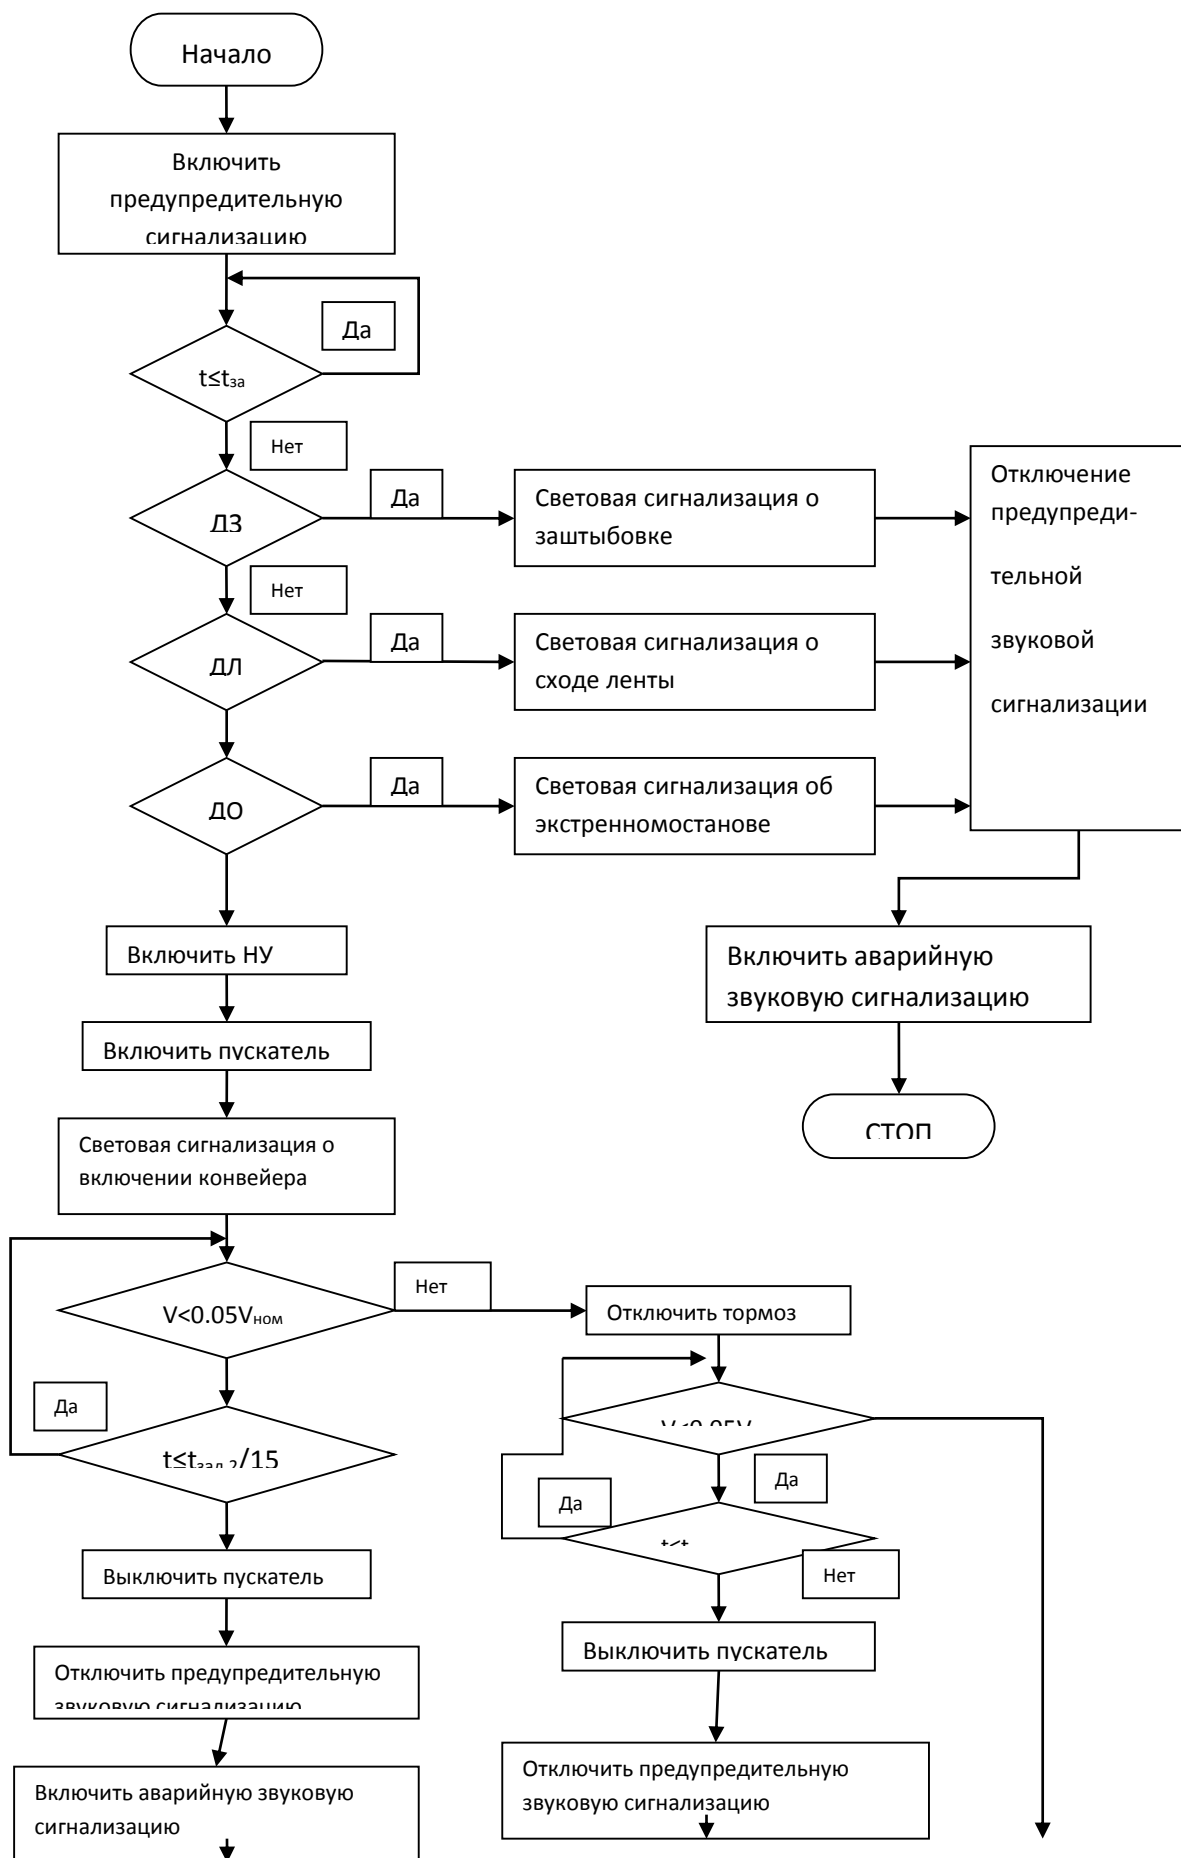 Начало
Включить
предупредительную
сигнализацию
Да
t≤tза
Нет
ДЗ
Да
Световая сигнализация о
заштыбовке
Отключение
предупреди-
тельной
звуковой
сигнализации
Нет
ДЛ
Да
Световая сигнализация о
сходе ленты
ДО
Да
Световая сигнализация об
экстренномостанове
Включить НУ
Включить аварийную
звуковую сигнализацию
Включить пускатель
СТОП
Световая сигнализация о
включении конвейера
V<0.05Vном
Нет
Отключить тормоз
Да
t≤tзад 2/15
Да
Да
Нет
Выключить пускатель
Выключить пускатель
Отключить предупредительную
звуковую сигнализацию
Отключить предупредительную
звуковую сигнализацию
Включить аварийную звуковую
сигнализацию